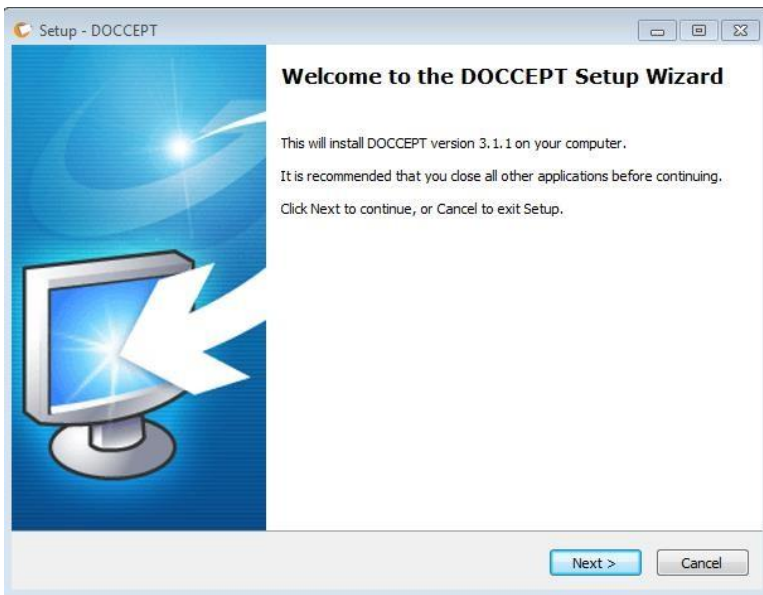 Setup - DOCCEPT
Welcome to the DOCCEPT Setup Wizard
This will install DOCCEPT version 3.1.1 on your computer.
It is recommended that you close all other applications before continuing.
Click Next to continue, or Cancel to exit Setup.
Next >
Cancel